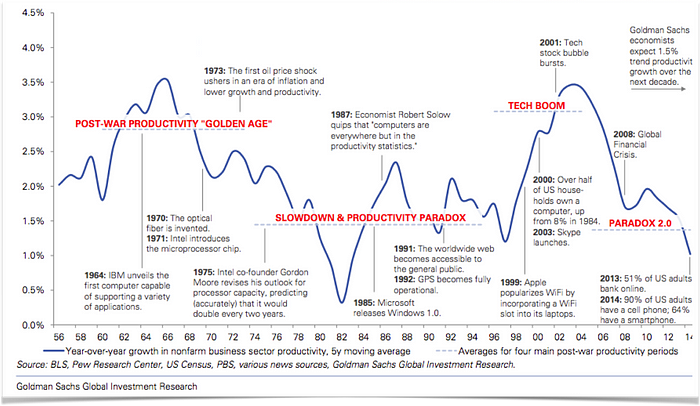 4.5%
4.0%
3.5%
3.0%
2.5%
2.0%
1.5%
1.0%
0.5%
0.0%
1973: The first oil price shock
ushers in an era of inflation and
lower growth and productivity.
POST-WAR PRODUCTIVITY "GOLDEN AGE"
1987: Economist Robert Solow
quips that "computers are
everywhere but in the
productivity statistics."
2001: Tech
stock bubble
bursts.
Goldman Sachs
economists
expect 1.5%
trend productivit
growth over the
next decade.
TECH BOOM
2008: Global
Financial
Crisis.
1970: The optical
fiber is invented.
1971: Intel introduces
the microprocessor chip.
SLOWDOWN & PRODUCTIVITY PARADOX
2000: Over half
of US house-
holds own a
computer, up
from 8% in 1984.
2003: Skype
launches.
PARADOX 2.0
1964: IBM unveils the
first computer capable
of supporting a variety
of applications.
1975: Intel co-founder Gordon
Moore revises his outlook for
processor capacity, predicting
(accurately) that it would
double every two years.
1985: Microsoft
releases Windows 1.0.
1991: The worldwide web
becomes accessible to
the general public.
1992: GPS becomes fully
operational.
1999: Apple
popularizes WiFi by
incorporating a WiFi
slot into its laptops.
2013: 51% of US adults
bank online.
2014: 90% of US adults
have a cell phone; 64%
have a smartphone.
56 58 60 62 64 66 68 70 72 74 76 78 80 82 84 86 88 90 92 94 96 98 00 02 04 06 08 10 12 14
Year-over-year growth in nonfarm business sector productivity, 5y moving average
Averages for four main post-war productivity periods
Source: BLS, Pew Research Center, US Census, PBS, various news sources, Goldman Sachs Global Investment Research.
Goldman Sachs Global Investment Research